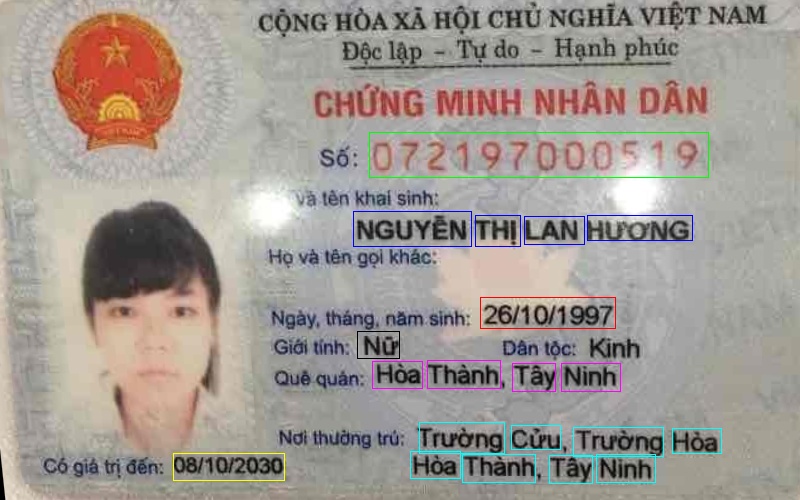 CỘNG HÒA XÃ HỘI CHỦ NGHĨA VIỆT NAM
Độc lập - Tự do - Hạnh phúc
CHỨNG MINH NHÂN DÂN
Số: 072197000519
và tên khai sinh:
NGUYỄN THỊ LAN HƯƠNG
Họ và tên gọi khác:
Ngày, tháng, năm sinh: 26/10/1997
Giới tính: Nữ Dân tộc: Kinh
Quê quán: Hòa Thành, Tây Ninh
Nơi thường trú: Trường Cửu, Trường Hòa
Hòa Thành, Tây Ninh
Có giá trị đến: 08/10/2030